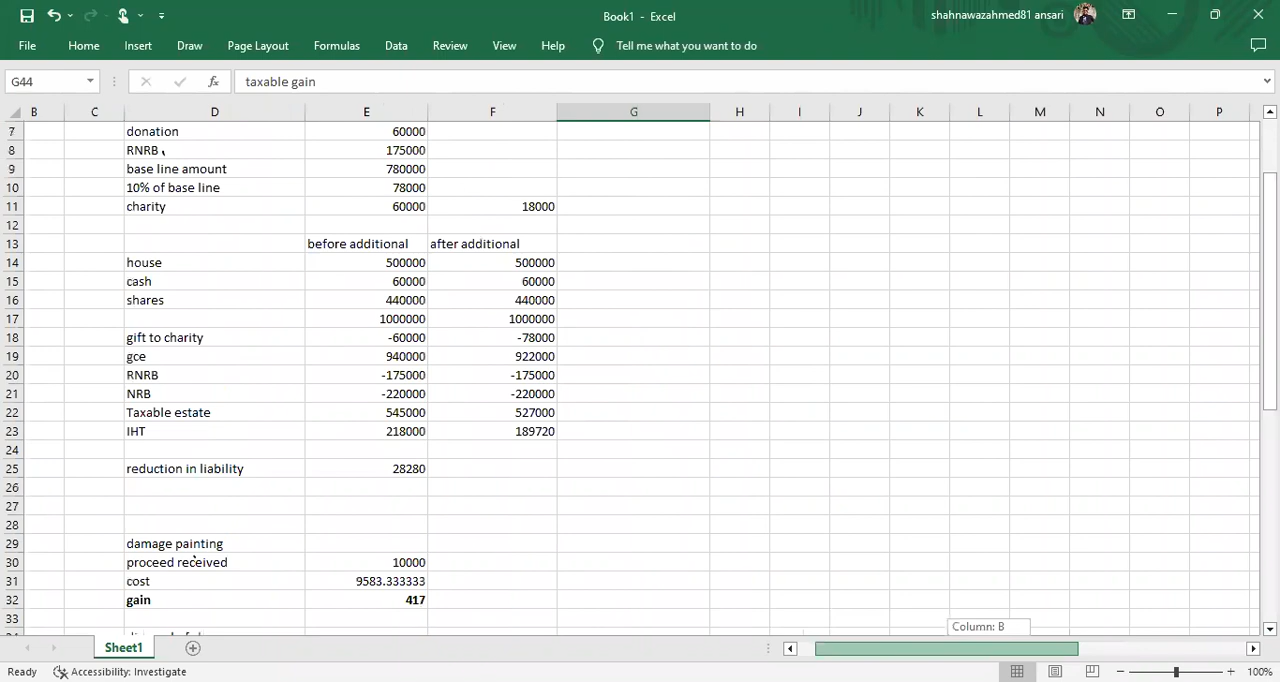 Book1 - Excel
shahnawazahmed81 ansari
File Home Insert Draw Page Layout Formulas Data Review View Help Tell me what you want to do
G44 fx taxable gain
B C D E F G H I J K L M N O P
7 donation 60000
8 RNRB 175000
9 base line amount 780000
10 10% of base line 78000
11 charity 60000 18000
12
13 before additional after additional
14 house 500000 500000
15 cash 60000 60000
16 shares 440000 440000
17 1000000 1000000
18 gift to charity -60000 -78000
19 gce 940000 922000
20 RNRB -175000 -175000
21 NRB -220000 -220000
22 Taxable estate 545000 527000
23 IHT 218000 189720
24
25 reduction in liability 28280
26
27
28
29 damage painting
30 proceed received 10000
31 cost 9583.333333
32 gain 417
33
Column: B
Sheet1
Ready Accessibility: Investigate 100%